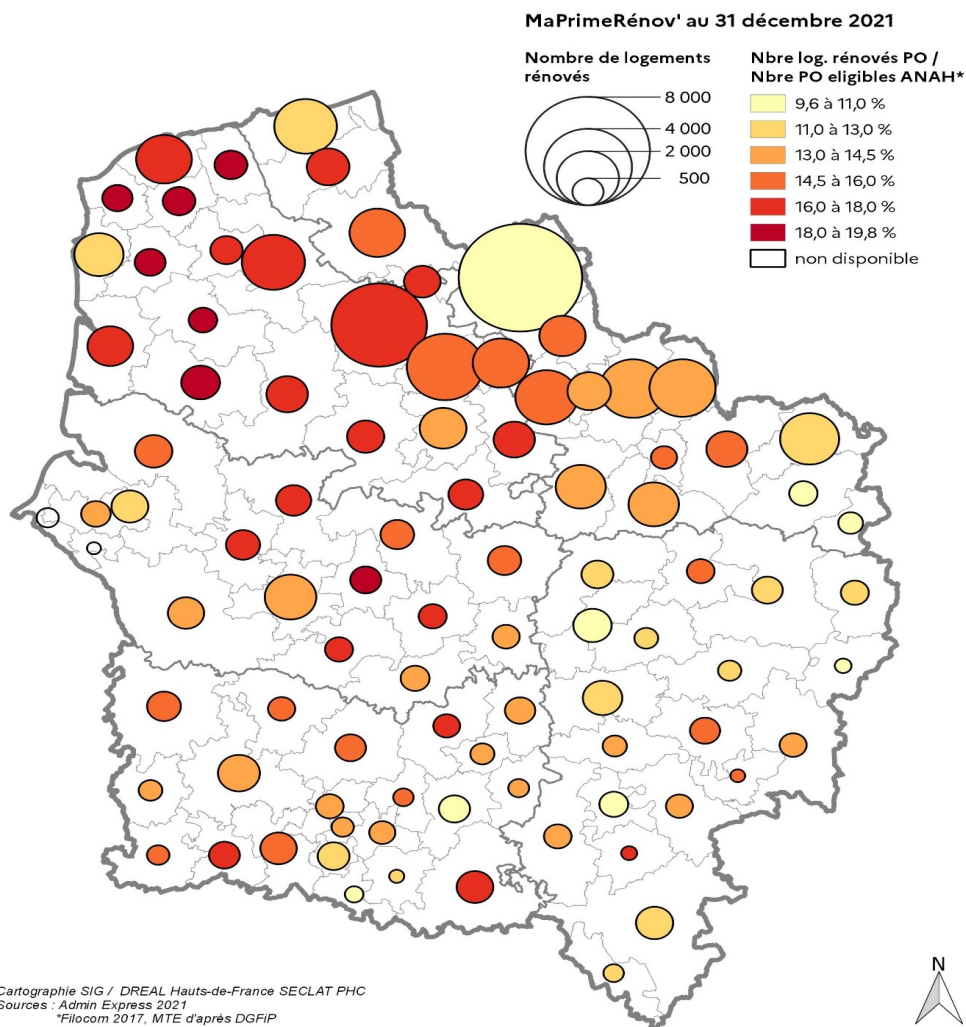 MaPrimeRénov' au 31 décembre 2021
Nombre de logements
rénovés
8 000
4 000
2 000
500
Nbre log. rénovés PO /
Nbre PO eligibles ANAH*
9,6 à 11,0 %
11,0 à 13,0 %
13,0 à 14,5 %
14,5 à 16,0 %
16,0 à 18,0 %
18,0 à 19,8 %
non disponible
Cartographie SIG / DREAL Hauts-de-France SECLAT PHC
Sources : Admin Express 2021
*Filocom 2017, MTE d'après DGFiP
N